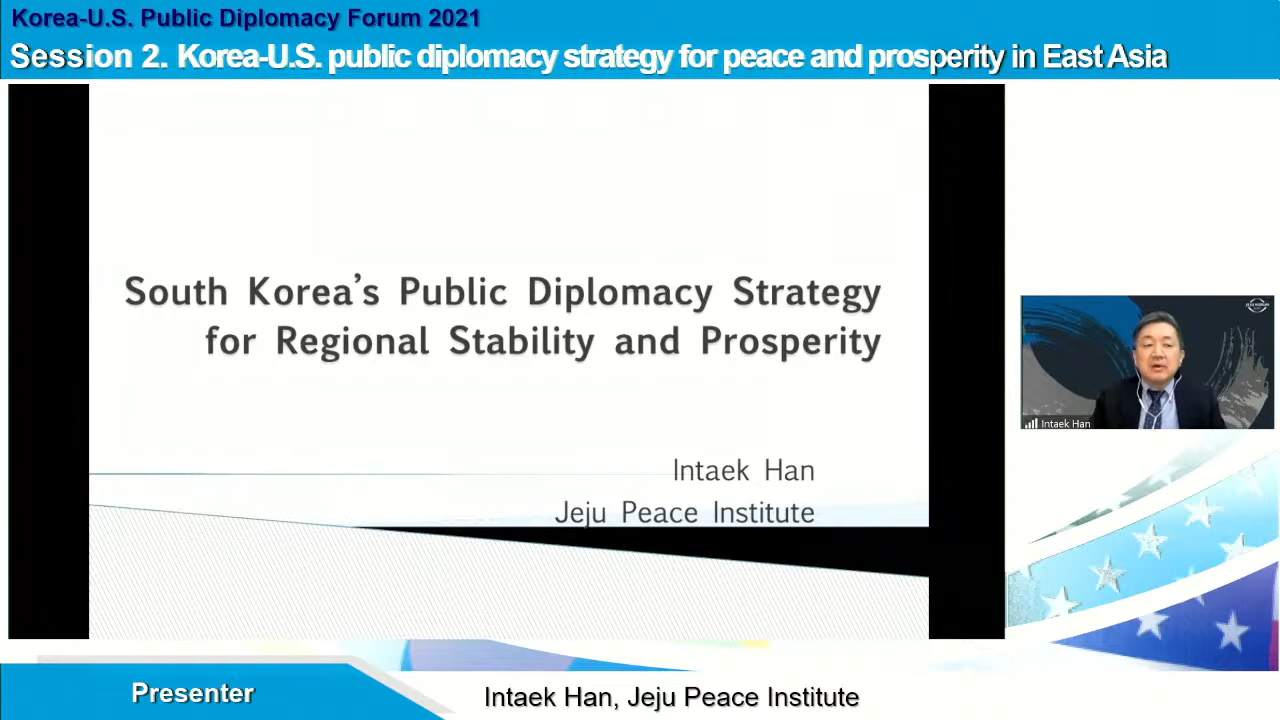 Korea-U.S. Public Diplomacy Forum 2021
Session 2. Korea-U.S. public diplomacy strategy for peace and prosperity in East Asia
South Korea's Public Diplomacy Strategy
for Regional Stability and Prosperity
Intaek Han
Jeju Peace Institute
JEJU FORUM
Intaek Han
Presenter
Intaek Han, Jeju Peace Institute